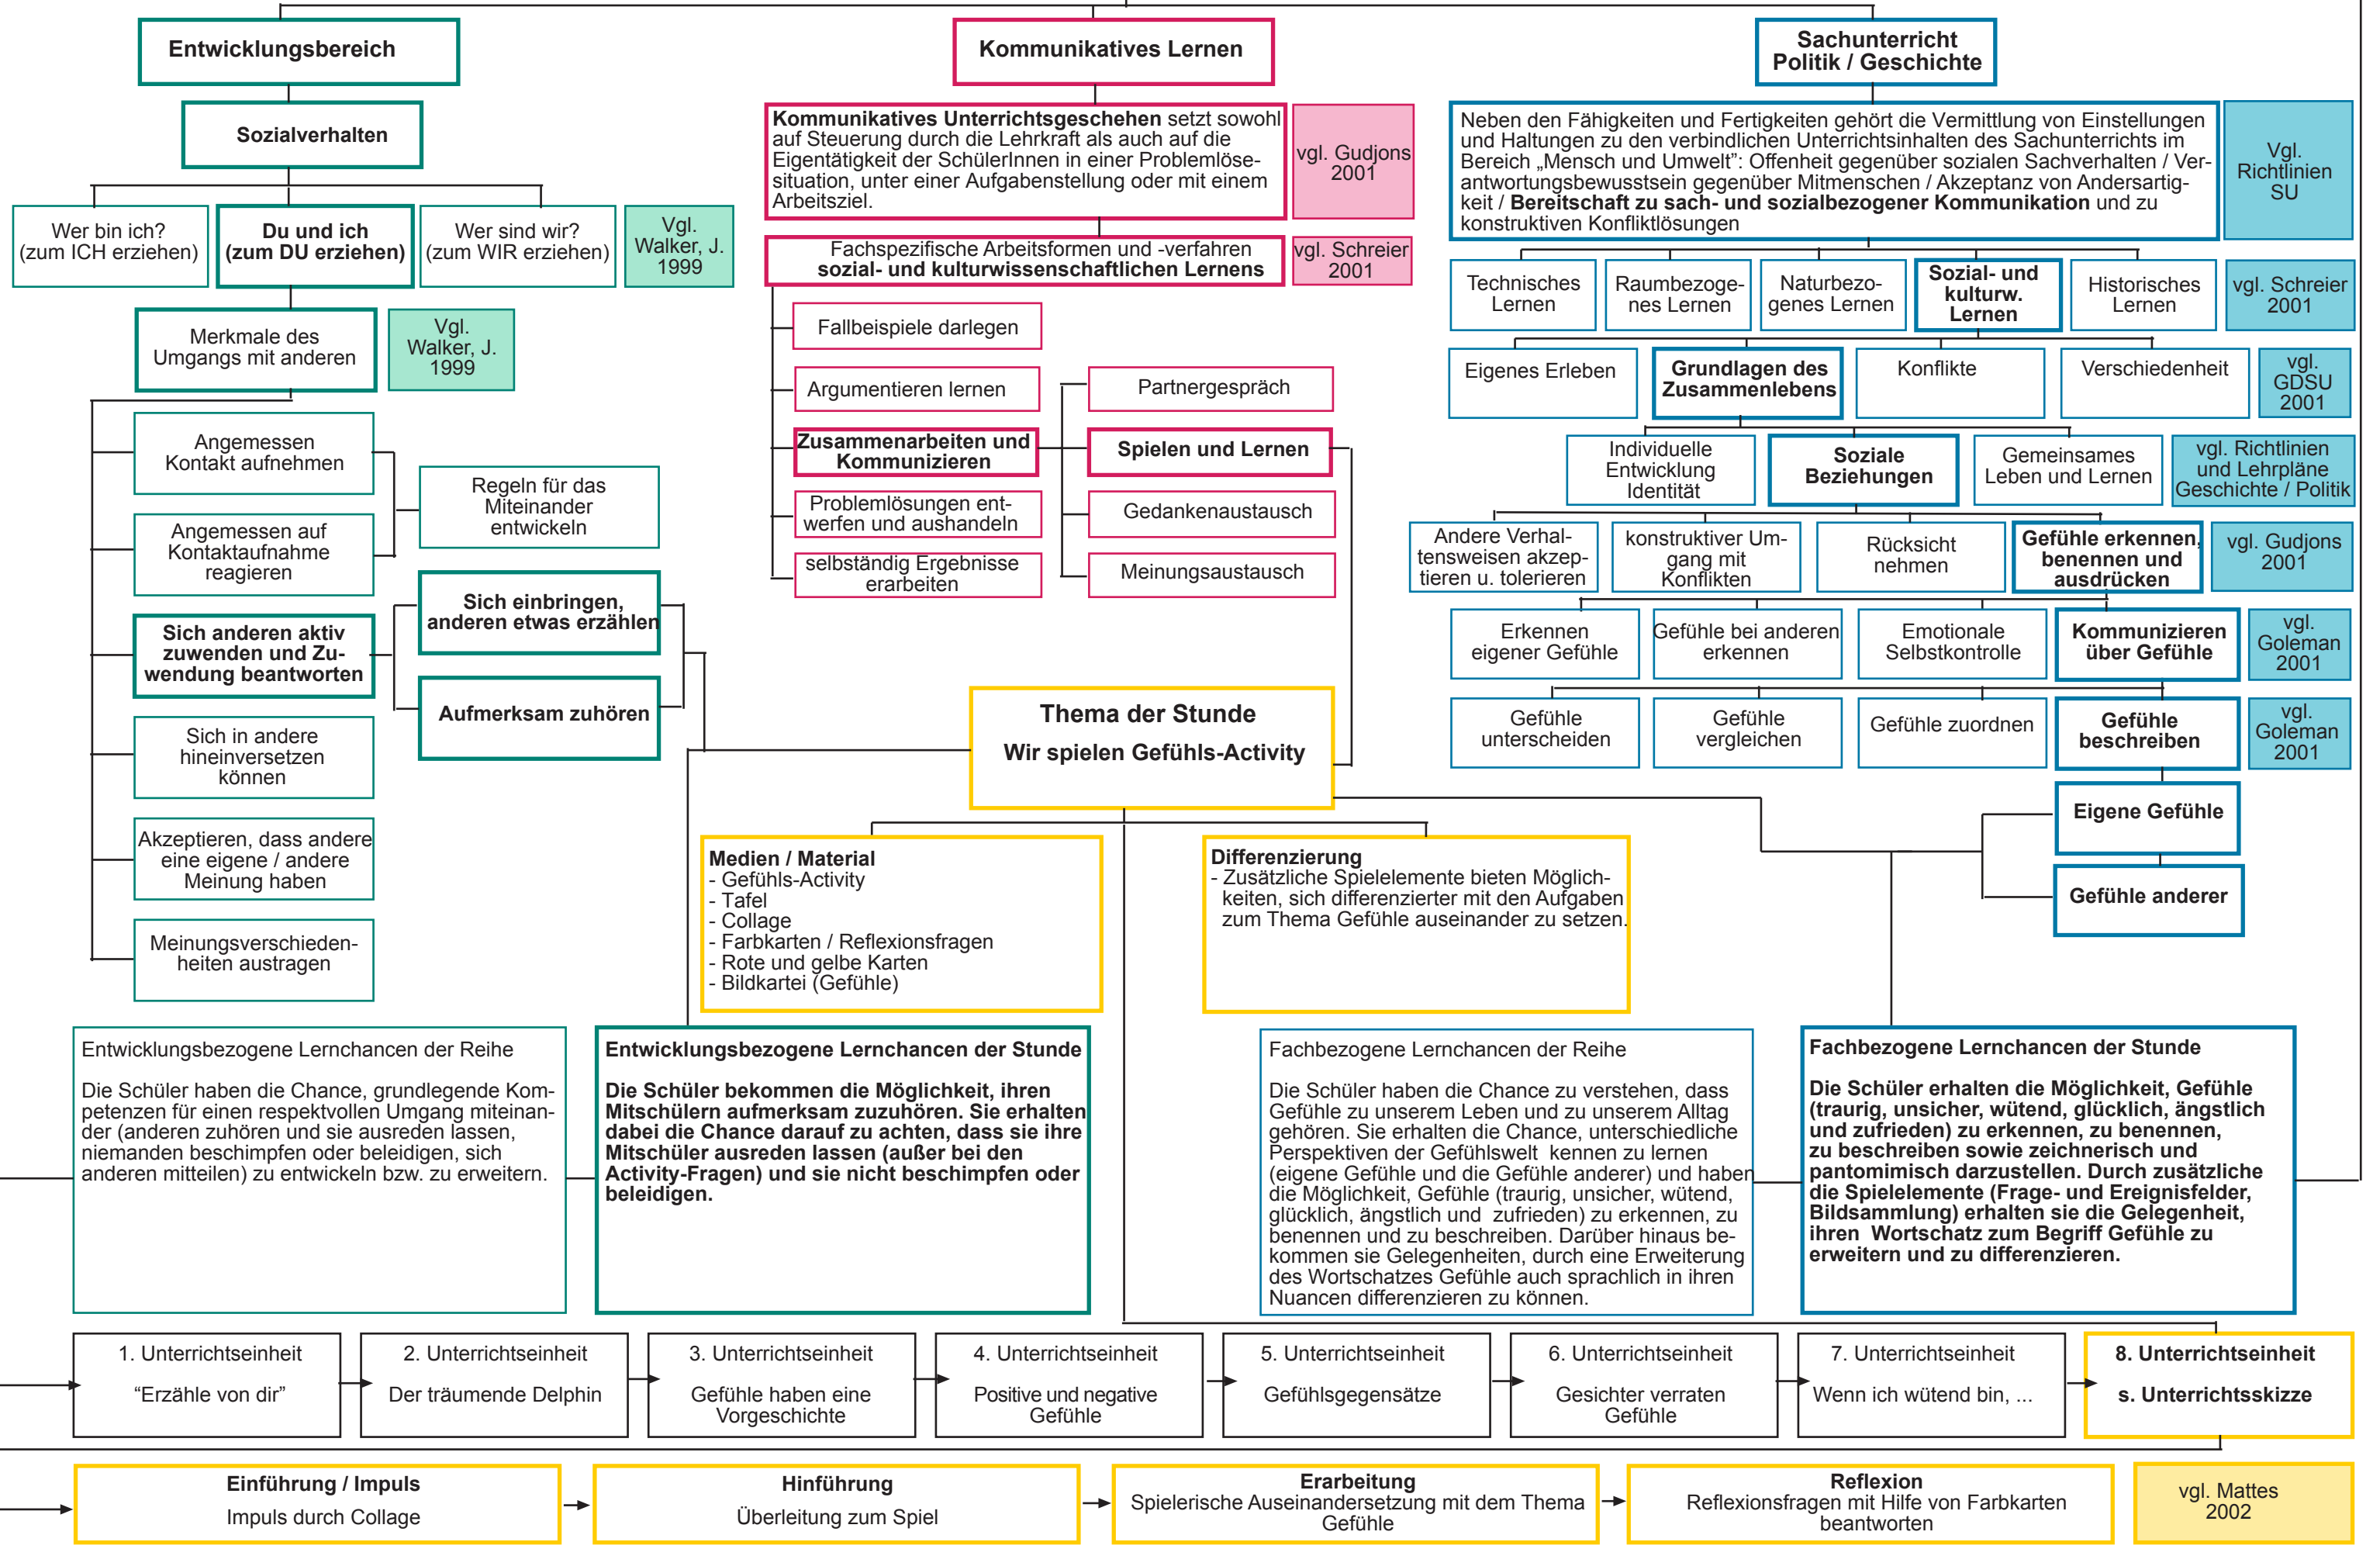 Entwicklungsbereich
Sozialverhalten
Wer bin ich?
(zum ICH erziehen)
Du und ich
(zum DU erziehen)
Wer sind wir?
(zum WIR erziehen)
Vgl.
Walker, J.
1999
Merkmale des
Umgangs mit anderen
Vgl.
Walker, J.
1999
Angemessen
Kontakt aufnehmen
Angemessen auf
Kontaktaufnahme
reagieren
Regeln für das
Miteinander
entwickeln
Sich anderen aktiv
zuwenden und Zu-
wendung beantworten
Sich einbringen,
anderen etwas erzählen
Aufmerksam zuhören
Sich in andere
hineinversetzen
können
Akzeptieren, dass andere
eine eigene / andere
Meinung haben
Meinungsverschieden-
heiten austragen
Kommunikatives Lernen
Kommunikatives Unterrichtsgeschehen setzt sowohl
auf Steuerung durch die Lehrkraft als auch auf die
Eigentätigkeit der SchülerInnen in einer Problemlöse-
situation, unter einer Aufgabenstellung oder mit einem
Arbeitsziel.
vgl. Gudjons
2001
Fachspezifische Arbeitsformen und -verfahren
sozial- und kulturwissenschaftlichen Lernens
vgl. Schreier
2001
Fallbeispiele darlegen
Argumentieren lernen
Zusammenarbeiten und
Kommunizieren
Problemlösungen ent-
werfen und aushandeln
selbständig Ergebnisse
erarbeiten
Partnergespräch
Spielen und Lernen
Gedankenaustausch
Meinungsaustausch
Sachunterricht
Politik / Geschichte
Neben den Fähigkeiten und Fertigkeiten gehört die Vermittlung von Einstellungen
und Haltungen zu den verbindlichen Unterrichtsinhalten des Sachunterrichts im
Bereich „Mensch und Umwelt”: Offenheit gegenüber sozialen Sachverhalten / Ver-
antwortungsbewusstsein gegenüber Mitmenschen / Akzeptanz von Andersartig-
keit / Bereitschaft zu sach- und sozialbezogener Kommunikation und zu
konstruktiven Konfliktlösungen
Vgl.
Richtlinien
SU
Technisches
Lernen
Raumbezoge-
nes Lernen
Naturbezo-
genes Lernen
Sozial- und
kulturw.
Lernen
Historisches
Lernen
vgl. Schreier
2001
Eigenes Erleben
Grundlagen des
Zusammenlebens
Konflikte
Verschiedenheit
vgl.
GDSU
2001
Individuelle
Entwicklung
Identität
Soziale
Beziehungen
Gemeinsames
Leben und Lernen
vgl. Richtlinien
und Lehrpläne
Geschichte / Politik
Andere Verhal-
tensweisen akzep-
tieren u. tolerieren
konstruktiver Um-
gang mit
Konflikten
Rücksicht
nehmen
Gefühle erkennen,
benennen und
ausdrücken
vgl. Gudjons
2001
Erkennen
eigener Gefühle
Gefühle bei anderen
erkennen
Emotionale
Selbstkontrolle
Kommunizieren
über Gefühle
vgl.
Goleman
2001
Gefühle
unterscheiden
Gefühle
vergleichen
Gefühle zuordnen
Gefühle
beschreiben
vgl.
Goleman
2001
Eigene Gefühle
Gefühle anderer
Thema der Stunde
Wir spielen Gefühls-Activity
Medien / Material
- Gefühls-Activity
- Tafel
- Collage
- Farbkarten / Reflexionsfragen
- Rote und gelbe Karten
- Bildkartei (Gefühle)
Differenzierung
- Zusätzliche Spielelemente bieten Möglich-
keiten, sich differenzierter mit den Aufgaben
zum Thema Gefühle auseinander zu setzen.
Entwicklungsbezogene Lernchancen der Reihe
Die Schüler haben die Chance, grundlegende Kom-
petenzen für einen respektvollen Umgang miteinan-
der (anderen zuhören und sie ausreden lassen,
niemanden beschimpfen oder beleidigen, sich
anderen mitteilen) zu entwickeln bzw. zu erweitern.
Entwicklungsbezogene Lernchancen der Stunde
Die Schüler bekommen die Möglichkeit, ihren
Mitschülern aufmerksam zuzuhören. Sie erhalten
dabei die Chance darauf zu achten, dass sie ihre
Mitschüler ausreden lassen (außer bei den
Activity-Fragen) und sie nicht beschimpfen oder
beleidigen.
Fachbezogene Lernchancen der Reihe
Die Schüler haben die Chance zu verstehen, dass
Gefühle zu unserem Leben und zu unserem Alltag
gehören. Sie erhalten die Chance, unterschiedliche
Perspektiven der Gefühlswelt kennen zu lernen
(eigene Gefühle und die Gefühle anderer) und haben
die Möglichkeit, Gefühle (traurig, unsicher, wütend,
glücklich, ängstlich und zufrieden) zu erkennen, zu
benennen und zu beschreiben. Darüber hinaus be-
kommen sie Gelegenheiten, durch eine Erweiterung
des Wortschatzes Gefühle auch sprachlich in ihren
Nuancen differenzieren zu können.
Fachbezogene Lernchancen der Stunde
Die Schüler erhalten die Möglichkeit, Gefühle
(traurig, unsicher, wütend, glücklich, ängstlich
und zufrieden) zu erkennen, zu benennen,
zu beschreiben sowie zeichnerisch und
pantomimisch darzustellen. Durch zusätzliche
die Spielelemente (Frage- und Ereignisfelder,
Bildsammlung) erhalten sie die Gelegenheit,
ihren Wortschatz zum Begriff Gefühle zu
erweitern und zu differenzieren.
1. Unterrichtseinheit
“Erzähle von dir”
2. Unterrichtseinheit
Der träumende Delphin
3. Unterrichtseinheit
Gefühle haben eine
Vorgeschichte
4. Unterrichtseinheit
Positive und negative
Gefühle
5. Unterrichtseinheit
Gefühlsgegensätze
6. Unterrichtseinheit
Gesichter verraten
Gefühle
7. Unterrichtseinheit
Wenn ich wütend bin, ...
8. Unterrichtseinheit
s. Unterrichtsskizze
Einführung / Impuls
Impuls durch Collage
Hinführung
Überleitung zum Spiel
Erarbeitung
Spielerische Auseinandersetzung mit dem Thema
Gefühle
Reflexion
Reflexionsfragen mit Hilfe von Farbkarten
beantworten
vgl. Mattes
2002